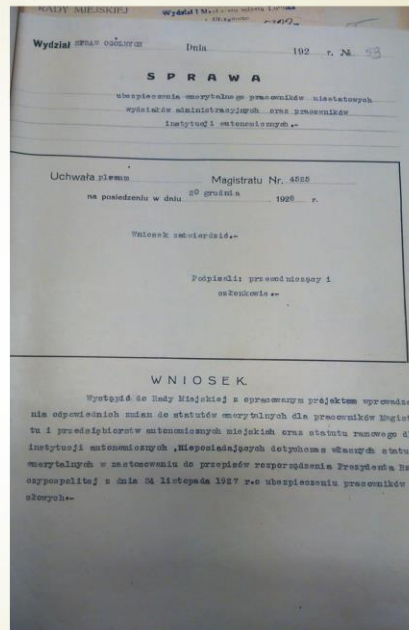 RADY MIEJSKIEJ
Wydział SPRAW OGÓLNYCH Dnia 192 r. № 53
SPRAWA
ubezpieczenia emerytalnego pracowników niestatowych
wydziałów administracyjnych oraz pracowników
instytucji autonomicznych.-
Uchwała plenum Magistratu Nr. 4525
na posiedzeniu w dniu 20 grudnia 1928 r.
Wniosek zatwierdzić.-
Podpisali: przewodniczący i
członkowie.-
WNIOSEK.
Wystąpić do Rady Miejskiej z opracowanym projektem wprowadze
nia odpowiednich zmian do statutów emerytalnych dla pracowników Magist
tu i przedsiębiorstw autonomicznych miejskich oraz statutu ramowego d
instytucji autonomicznych ,nieposiadających dotychczas własnych statu
emerytalnych w zastosowaniu do przepisów rozporządzenia Prezydenta Rz
czypospolitej z dnia 24 listopada 1927 r.o ubezpieczeniu pracowników
słowych.-